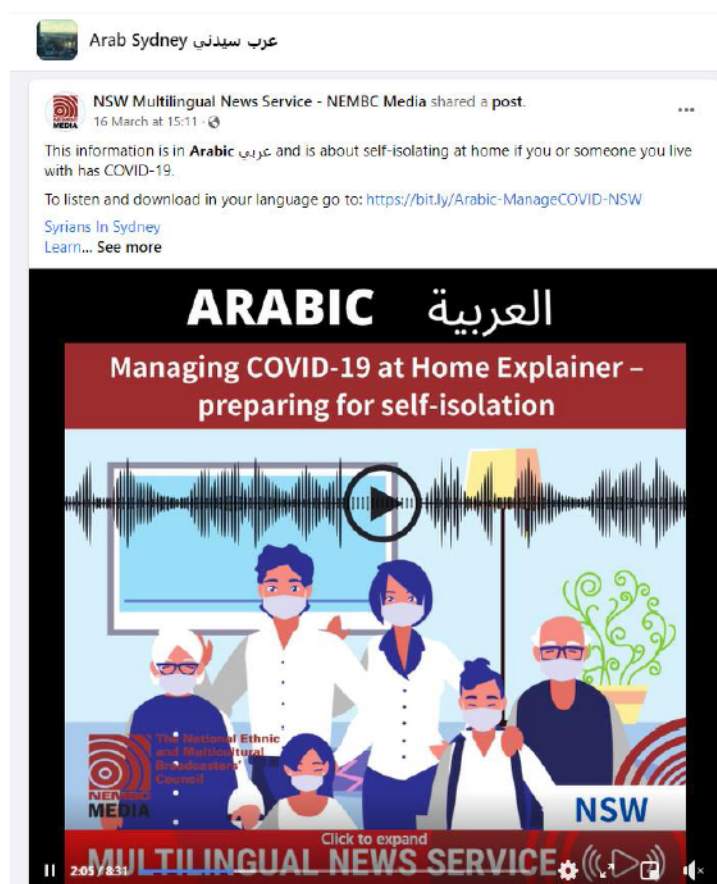 Arab Sydney عرب سيدني
NSW Multilingual News Service - NEMBC Media shared a post.
16 March at 15:11 ·
This information is in Arabic عربي and is about self-isolating at home if you or someone you live
with has COVID-19.
To listen and download in your language go to: https://bit.ly/Arabic-ManageCOVID-NSW
Syrians In Sydney
Learn... See more
ARABIC العربية
Managing COVID-19 at Home Explainer –
preparing for self-isolation
The National Ethnic
and Multicultural
Broadcasters'
Council
NEMBC
MEDIA
NSW
Click to expand
MULTILINGUAL NEWS SERVICE
2:05 / 8:31